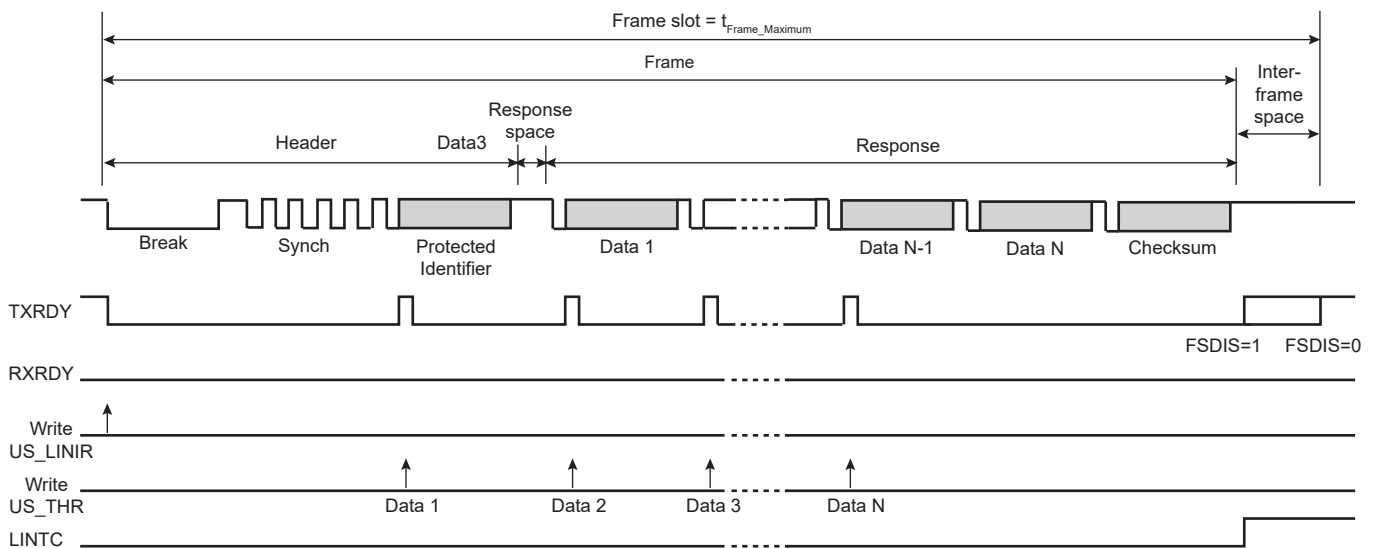 Frame slot = tFrame_Maximum
Frame
Inter-
frame
space
Response
space
Header
Data3
Response
Break
Synch
Protected
Identifier
Data 1
Data N-1
Data N
Checksum
TXRDY
FSDIS=1
FSDIS=0
RXRDY
Write
US_LINIR
Write
US_THR
Data 1
Data 2
Data 3
Data N
LINTC